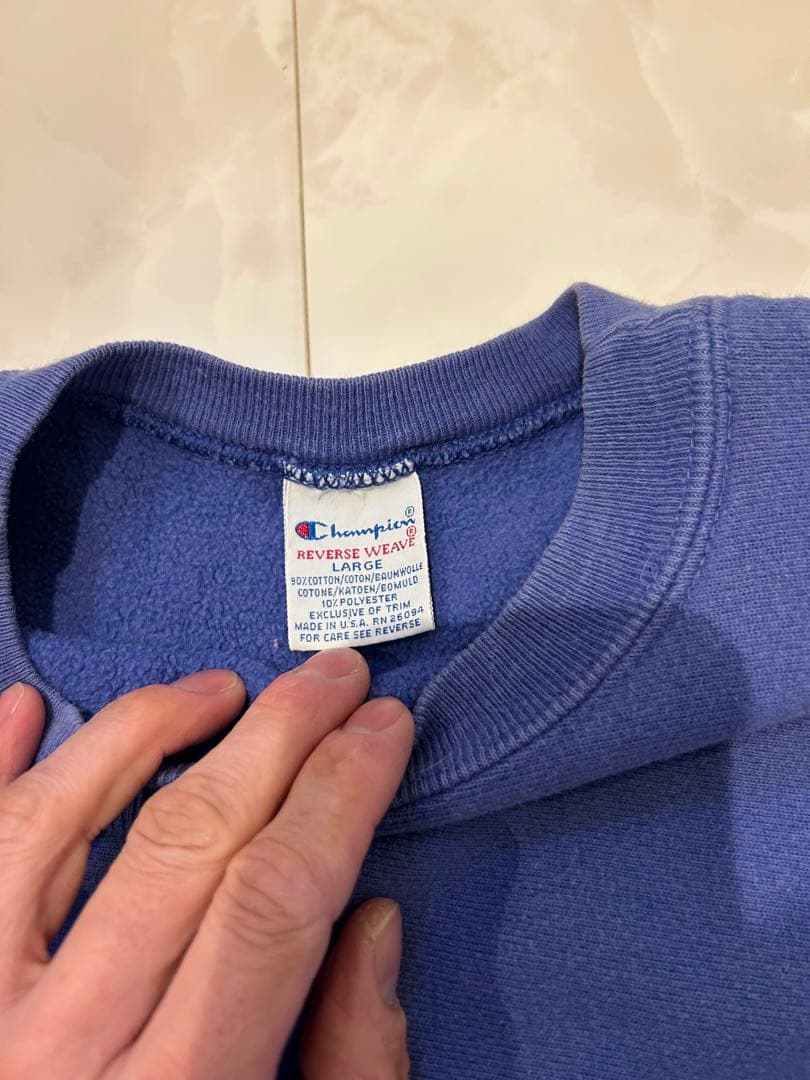 Champion®
REVERSE WEAVE®
LARGE
90%COTTON/COTON/BAUMWOLLE
COTONE/KATOEN/BOMULD
10%POLYESTER
EXCLUSIVE OF TRIM
MADE IN U.S.A. RN 26094
FOR CARE SEE REVERSE